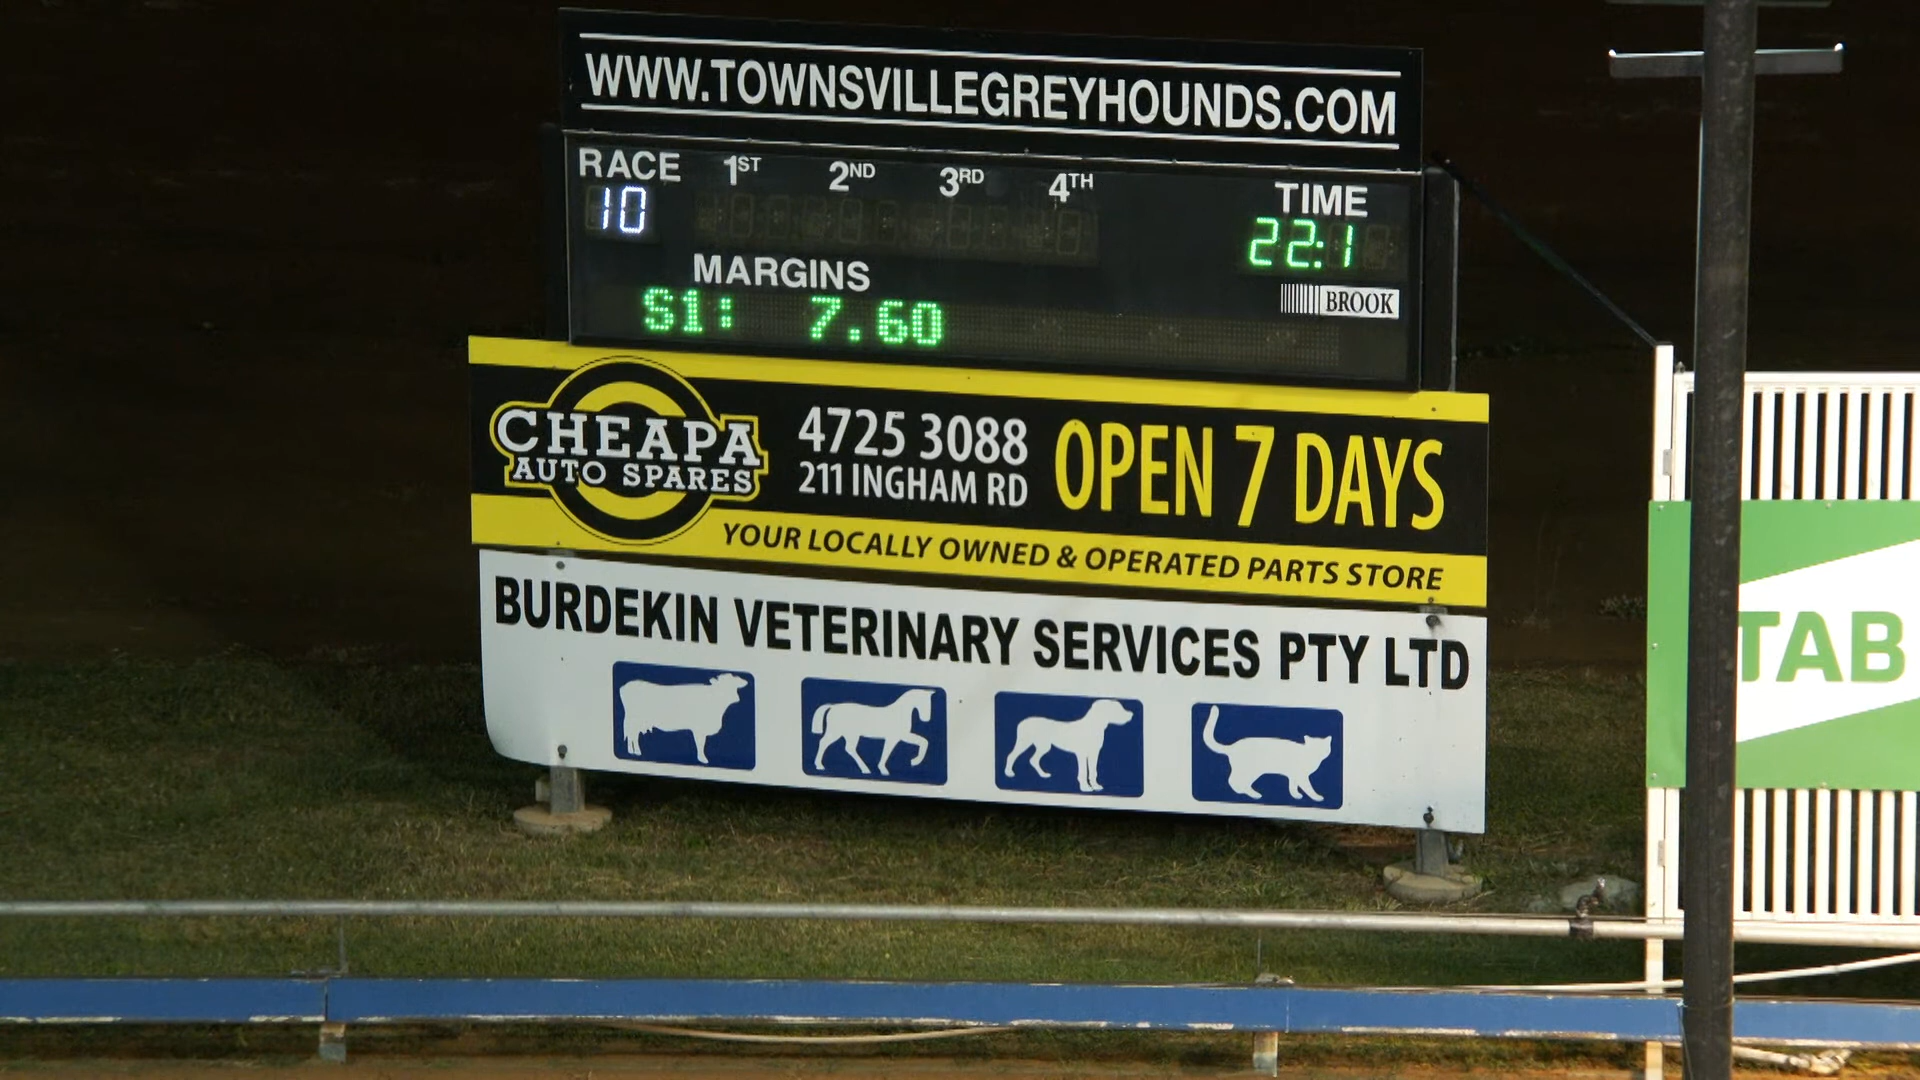 WWW.TOWNSVILLEGREYHOUNDS.COM
RACE 1ST 2ND 3RD 4TH TIME
10 22:1
MARGINS
S1: 7.60
BROOK
CHEAPA
AUTO SPARES
4725 3088
211 INGHAM RD
OPEN 7 DAYS
YOUR LOCALLY OWNED & OPERATED PARTS STORE
BURDEKIN VETERINARY SERVICES PTY LTD
TAB